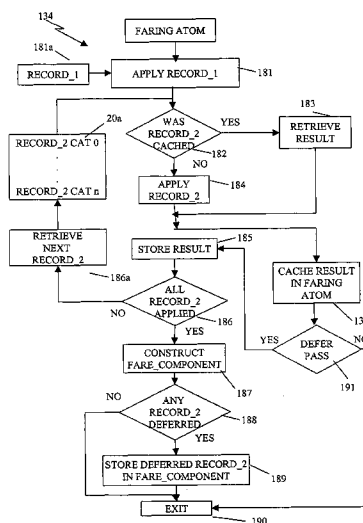 134
FARING ATOM
181a
RECORD_1
APPLY RECORD_1
181
20a
RECORD_2 CAT 0
RECORD_2 CAT n
WAS
RECORD_2
CACHED
182
YES
183
RETRIEVE
RESULT
NO
184
APPLY
RECORD_2
RETRIEVE
NEXT
RECORD_2
186a
STORE RESULT
185
CACHE RESULT
IN FARING
ATOM
13
ALL
RECORD_2
APPLIED
186
NO
YES
DEFER
PASS
191
YES
NO
CONSTRUCT
FARE_COMPONENT
187
NO
ANY
RECORD_2
DEFERRED
188
YES
STORE DEFERRED RECORD_2
IN FARE_COMPONENT
189
EXIT
190